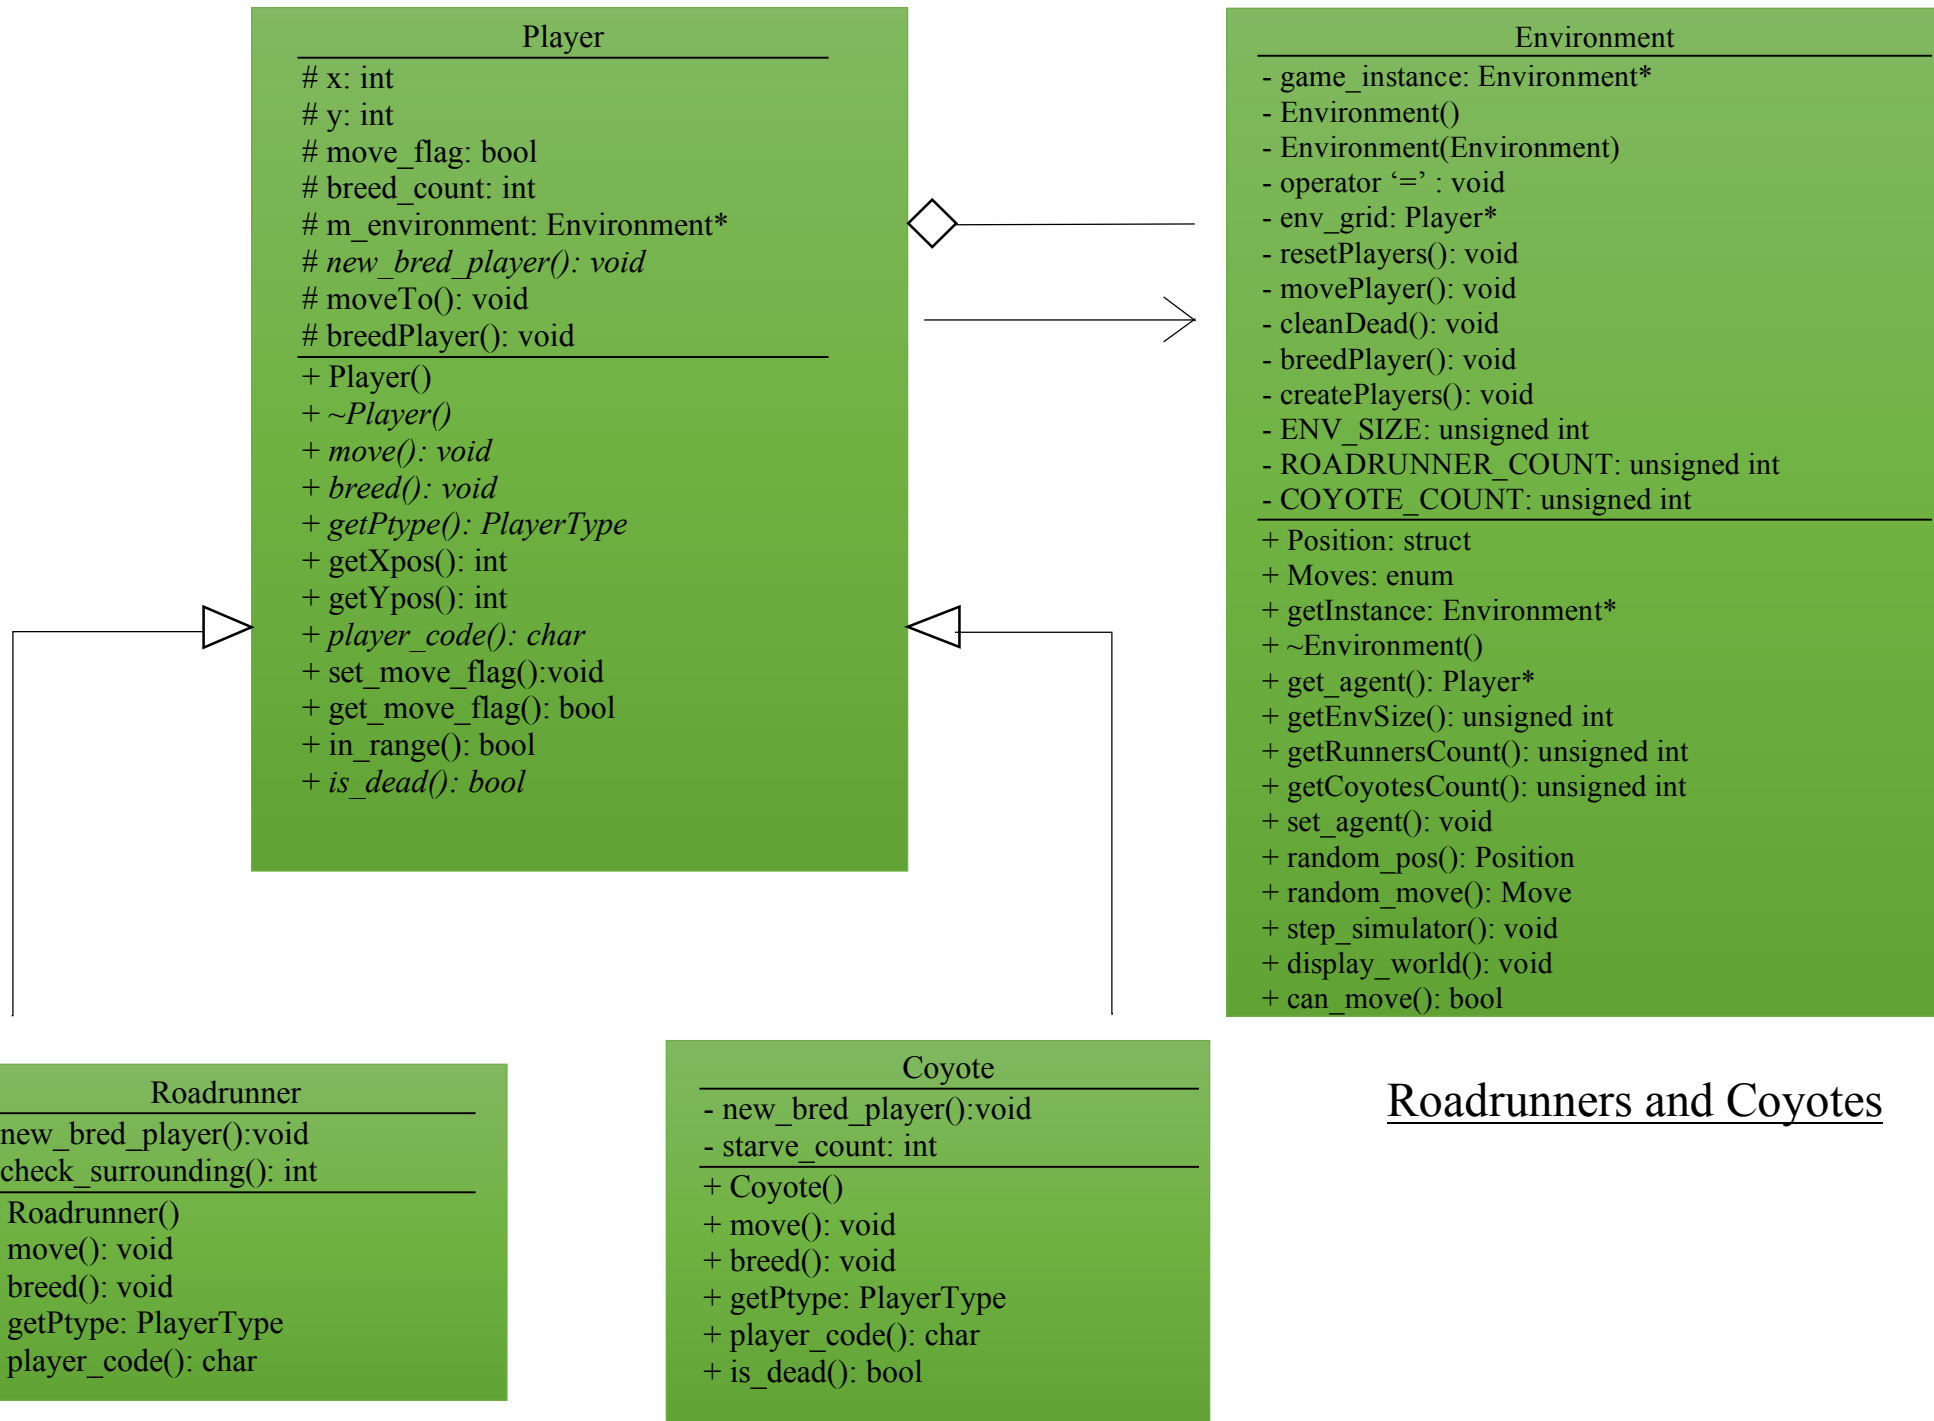 Player
# x: int
# y: int
# move_flag: bool
# breed_count: int
# m_environment: Environment*
# new_bred_player(): void
# moveTo(): void
# breedPlayer(): void
+ Player()
+ ~Player()
+ move(): void
+ breed(): void
+ getPtype(): PlayerType
+ getXpos(): int
+ getYpos(): int
+ player_code(): char
+ set_move_flag():void
+ get_move_flag(): bool
+ in_range(): bool
+ is_dead(): bool
Environment
- game_instance: Environment*
- Environment()
- Environment(Environment)
- operator ‘=’ : void
- env_grid: Player*
- resetPlayers(): void
- movePlayer(): void
- cleanDead(): void
- breedPlayer(): void
- createPlayers(): void
- ENV_SIZE: unsigned int
- ROADRUNNER_COUNT: unsigned int
- COYOTE_COUNT: unsigned int
+ Position: struct
+ Moves: enum
+ getInstance: Environment*
+ ~Environment()
+ get_agent(): Player*
+ getEnvSize(): unsigned int
+ getRunnersCount(): unsigned int
+ getCoyotesCount(): unsigned int
+ set_agent(): void
+ random_pos(): Position
+ random_move(): Move
+ step_simulator(): void
+ display_world(): void
+ can_move(): bool
Roadrunner
new_bred_player():void
check_surrounding(): int
Roadrunner()
move(): void
breed(): void
getPtype: PlayerType
player_code(): char
Coyote
- new_bred_player():void
- starve_count: int
+ Coyote()
+ move(): void
+ breed(): void
+ getPtype: PlayerType
+ player_code(): char
+ is_dead(): bool
Roadrunners and Coyotes